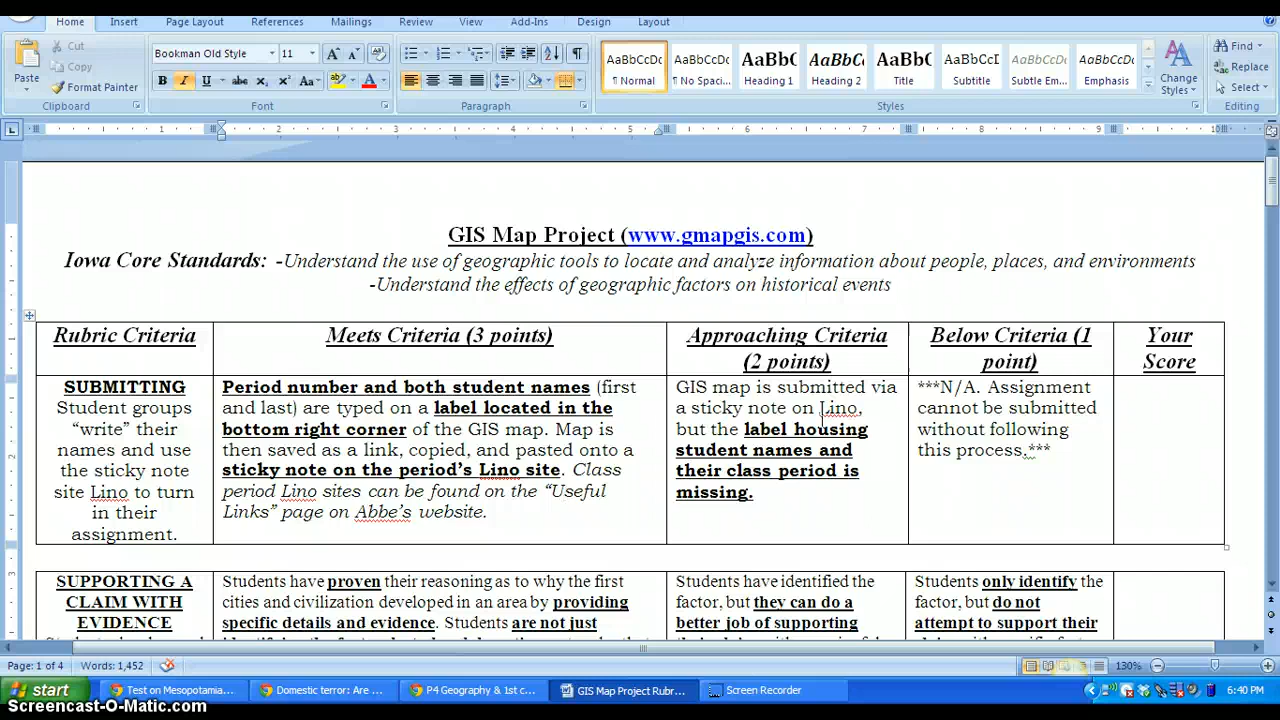 Home Insert Page Layout References Mailings Review View Add-Ins Design Layout
Paste
Cut
Copy
Format Painter
Clipboard
Bookman Old Style 11
Font
Paragraph
AaBbCcDc AaBbCcDc AaBbC AaBbCc AaBb( AaBbCcI AaBbCcDc AaBbCcDc
¶ Normal ¶ No Spaci... Heading 1 Heading 2 Title Subtitle Subtle Em... Emphasis
Styles
Change
Styles
Find
Replace
Select
Editing
1 2 3 4 5 6 7 8 9 10
GIS Map Project (www.gmapgis.com)
Iowa Core Standards: -Understand the use of geographic tools to locate and analyze information about people, places, and environments
-Understand the effects of geographic factors on historical events
Rubric Criteria
Meets Criteria (3 points)
Approaching Criteria
(2 points)
Below Criteria (1
point)
Your
Score
SUBMITTING
Student groups
“write” their
names and use
the sticky note
site Lino to turn
in their
assignment.
Period number and both student names (first
and last) are typed on a label located in the
bottom right corner of the GIS map. Map is
then saved as a link, copied, and pasted onto a
sticky note on the period’s Lino site. Class
period Lino sites can be found on the “Useful
Links” page on Abbe’s website.
GIS map is submitted via
a sticky note on Lino,
but the label housing
student names and
their class period is
missing.
***N/A. Assignment
cannot be submitted
without following
this process.***
SUPPORTING A
CLAIM WITH
EVIDENCE
Students have proven their reasoning as to why the first
cities and civilization developed in an area by providing
specific details and evidence. Students are not just
Students have identified the
factor, but they can do a
better job of supporting
Students only identify the
factor, but do not
attempt to support their
Page: 1 of 4 Words: 1,452 130%
start Test on Mesopotamia... Domestic terror: Are ... P4 Geography & 1st c... GIS Map Project Rubr... Screen Recorder 6:40 PM
Screencast-O-Matic.com